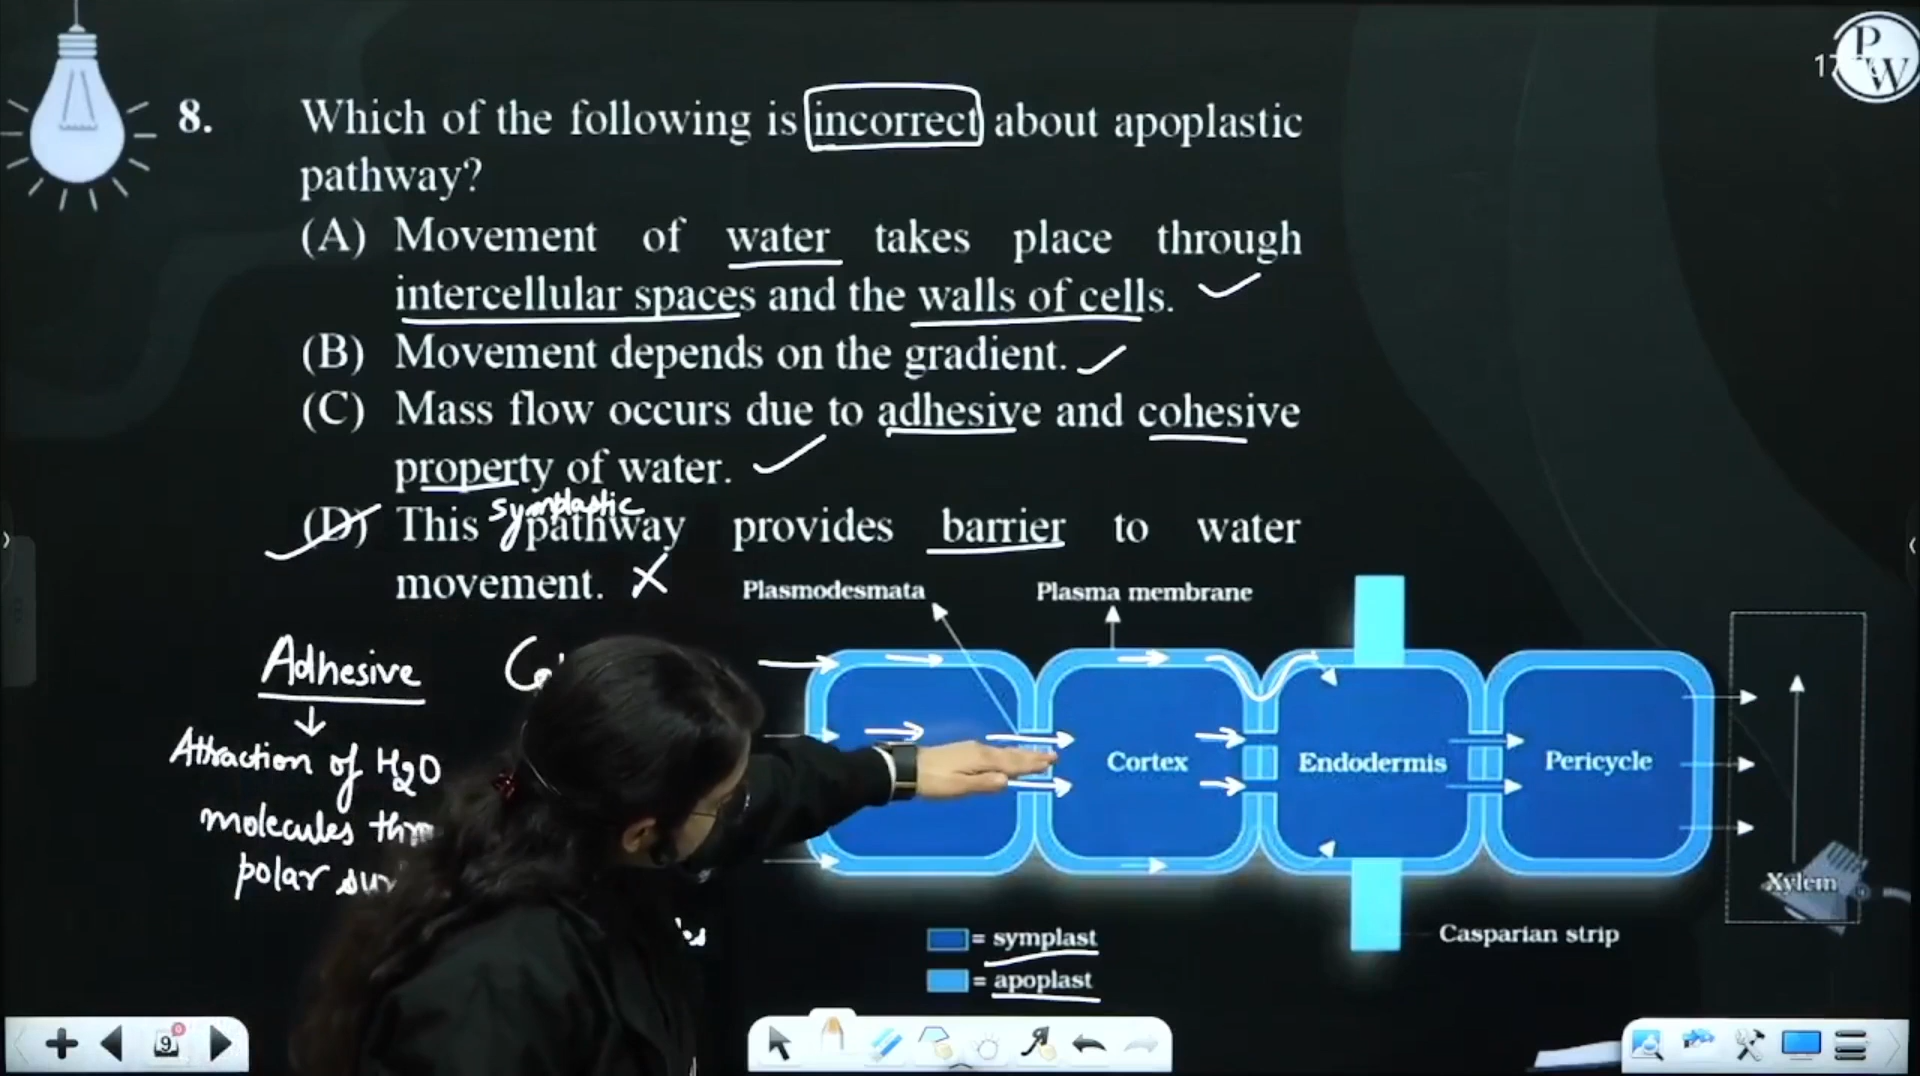 PW
8. Which of the following is incorrect about apoplastic
pathway?
(A) Movement of water takes place through
intercellular spaces and the walls of cells.
(B) Movement depends on the gradient.
(C) Mass flow occurs due to adhesive and cohesive
property of water.
symplastic
(D) This pathway provides barrier to water
movement.
Plasmodesmata
Plasma membrane
Adhesive
Attraction of H2O
molecules
polar
Cortex
Endodermis
Pericycle
Xylem
Casparian strip
= symplast
= apoplast
9